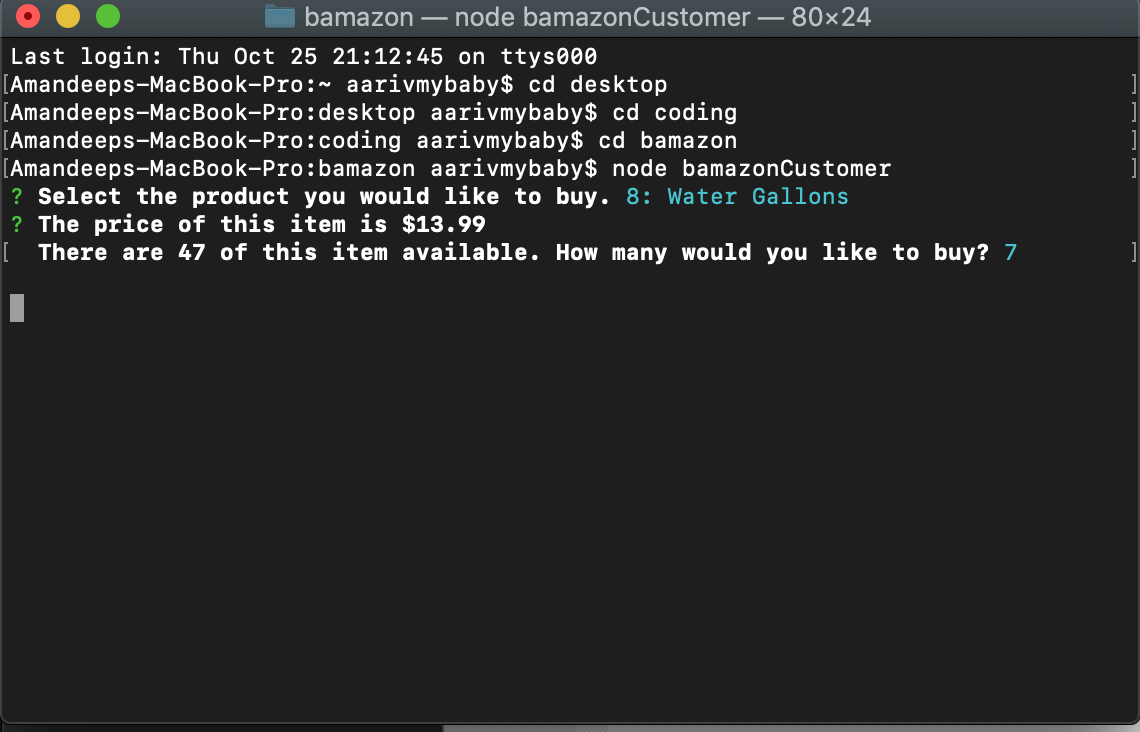 bamazon — node bamazonCustomer — 80×24
Last login: Thu Oct 25 21:12:45 on ttys000
[Amandeeps-MacBook-Pro:~ aarivmybaby$ cd desktop ]
[Amandeeps-MacBook-Pro:desktop aarivmybaby$ cd coding ]
[Amandeeps-MacBook-Pro:coding aarivmybaby$ cd bamazon ]
[Amandeeps-MacBook-Pro:bamazon aarivmybaby$ node bamazonCustomer ]
? Select the product you would like to buy. 8: Water Gallons
? The price of this item is $13.99
[ There are 47 of this item available. How many would you like to buy? 7 ]